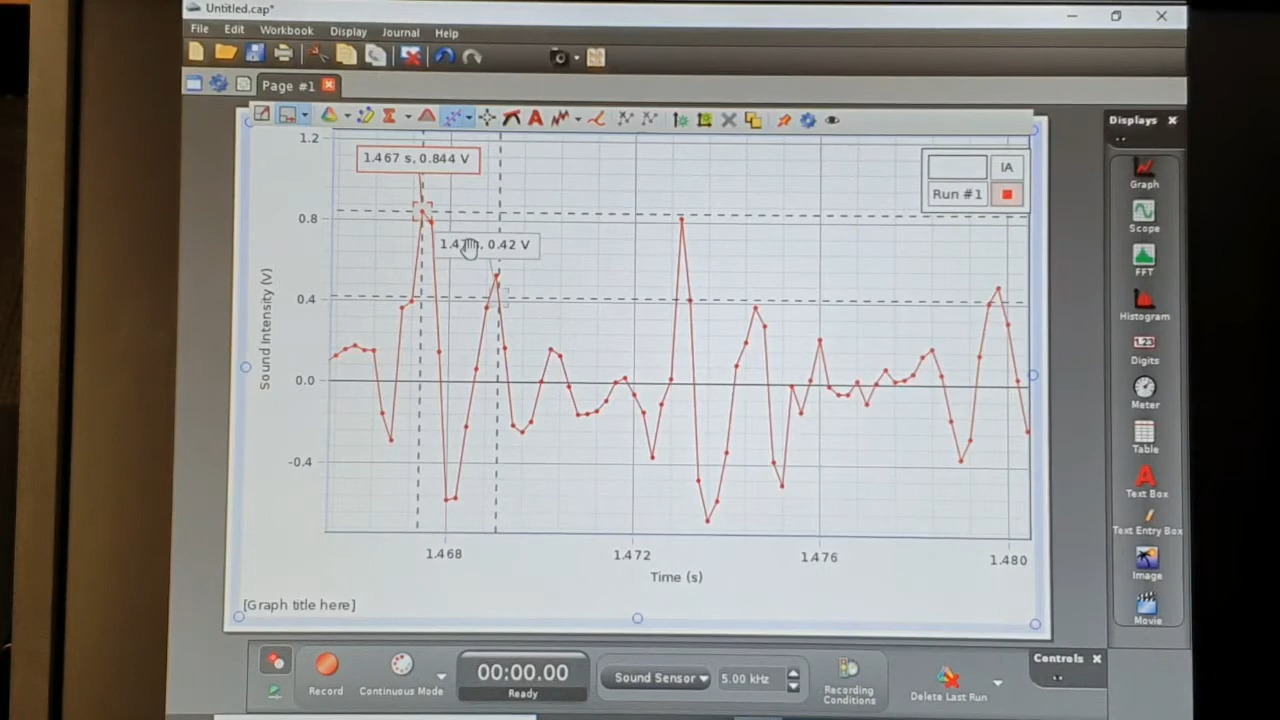 Untitled.cap*
File Edit Workbook Display Journal Help
Page #1
Displays
1.2
0.8
0.4
0.0
-0.4
Sound Intensity (V)
1.467 s, 0.844 V
0.42 V
IA
Run #1
1.468 1.472 1.476 1.480
Time (s)
[Graph title here]
Graph
Scope
FFT
Histogram
1.23
Digits
Meter
Table
A
Text Box
Text Entry Box
Image
Movie
Record
Continuous Mode
00:00.00
Ready
Sound Sensor
5.00 kHz
Recording
Conditions
Delete Last Run
Controls